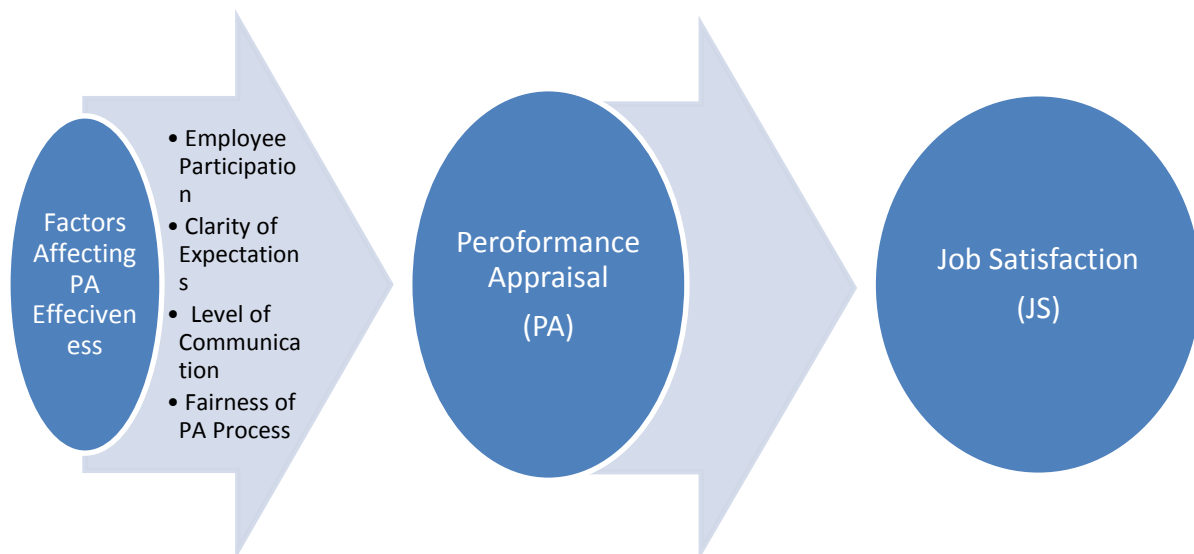 Factors
Affecting
PA
Effeciven
ess
• Employee
Participatio
n
• Clarity of
Expectation
s
• Level of
Communica
tion
• Fairness of
PA Process
Peroformance
Appraisal
(PA)
Job Satisfaction
(JS)